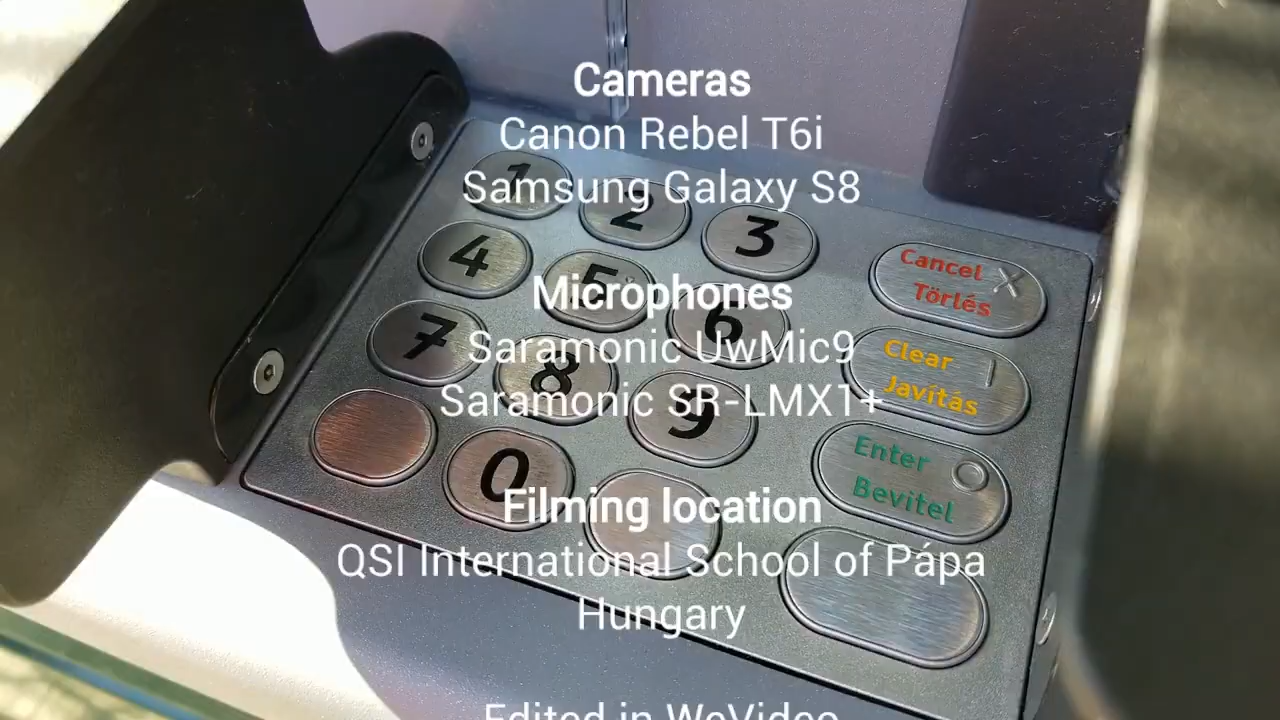 Cameras
Canon Rebel T6i
Samsung Galaxy S8
Microphones
Saramonic UwMic9
Saramonic SR-LMX1+
Filming location
QSI International School of Pápa
Hungary
Edited in WeVideo
1
2
3
Cancel
Törlés
4
5
6
Clear
Javítás
7
8
9
Enter
Bevitel
0